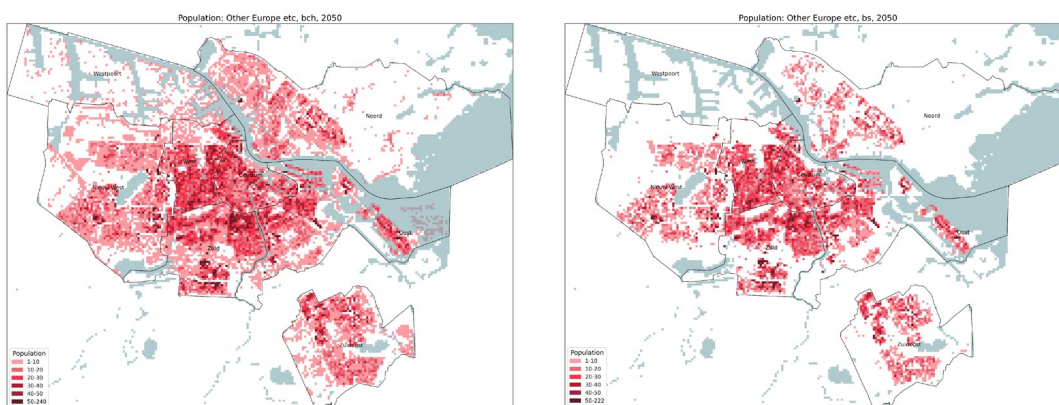 Population: Other Europe etc, bch, 2050
Westpoort
Noord
West
Centrum
Nieuw-West
Oost
Zuid
Zuidoost
Population
1-10
10-20
20-30
30-40
40-50
50-240
Population: Other Europe etc, bs, 2050
Westpoort
Noord
West
Centrum
Nieuw-West
Oost
Zuid
Zuidoost
Population
1-10
10-20
20-30
30-40
40-50
50-222